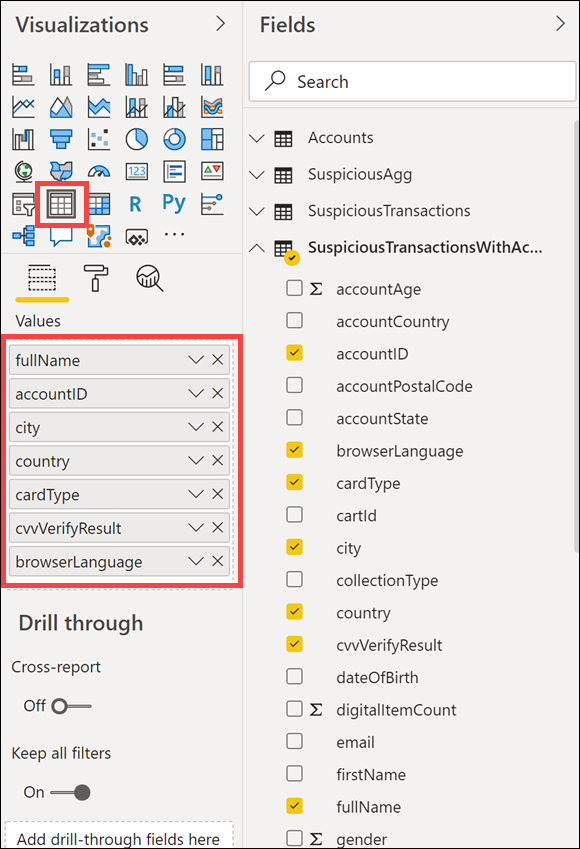 Visualizations
123
R
Py
...
Values
fullName
accountID
city
country
cardType
cvvVerifyResult
browserLanguage
Drill through
Cross-report
Off
Keep all filters
On
Add drill-through fields here
Fields
Search
Accounts
SuspiciousAgg
SuspiciousTransactions
SuspiciousTransactionsWithAc...
Σ accountAge
accountCountry
accountID
accountPostalCode
accountState
browserLanguage
cardType
cartId
city
collectionType
country
cvvVerifyResult
dateOfBirth
Σ digitalItemCount
email
firstName
fullName
Σ gender